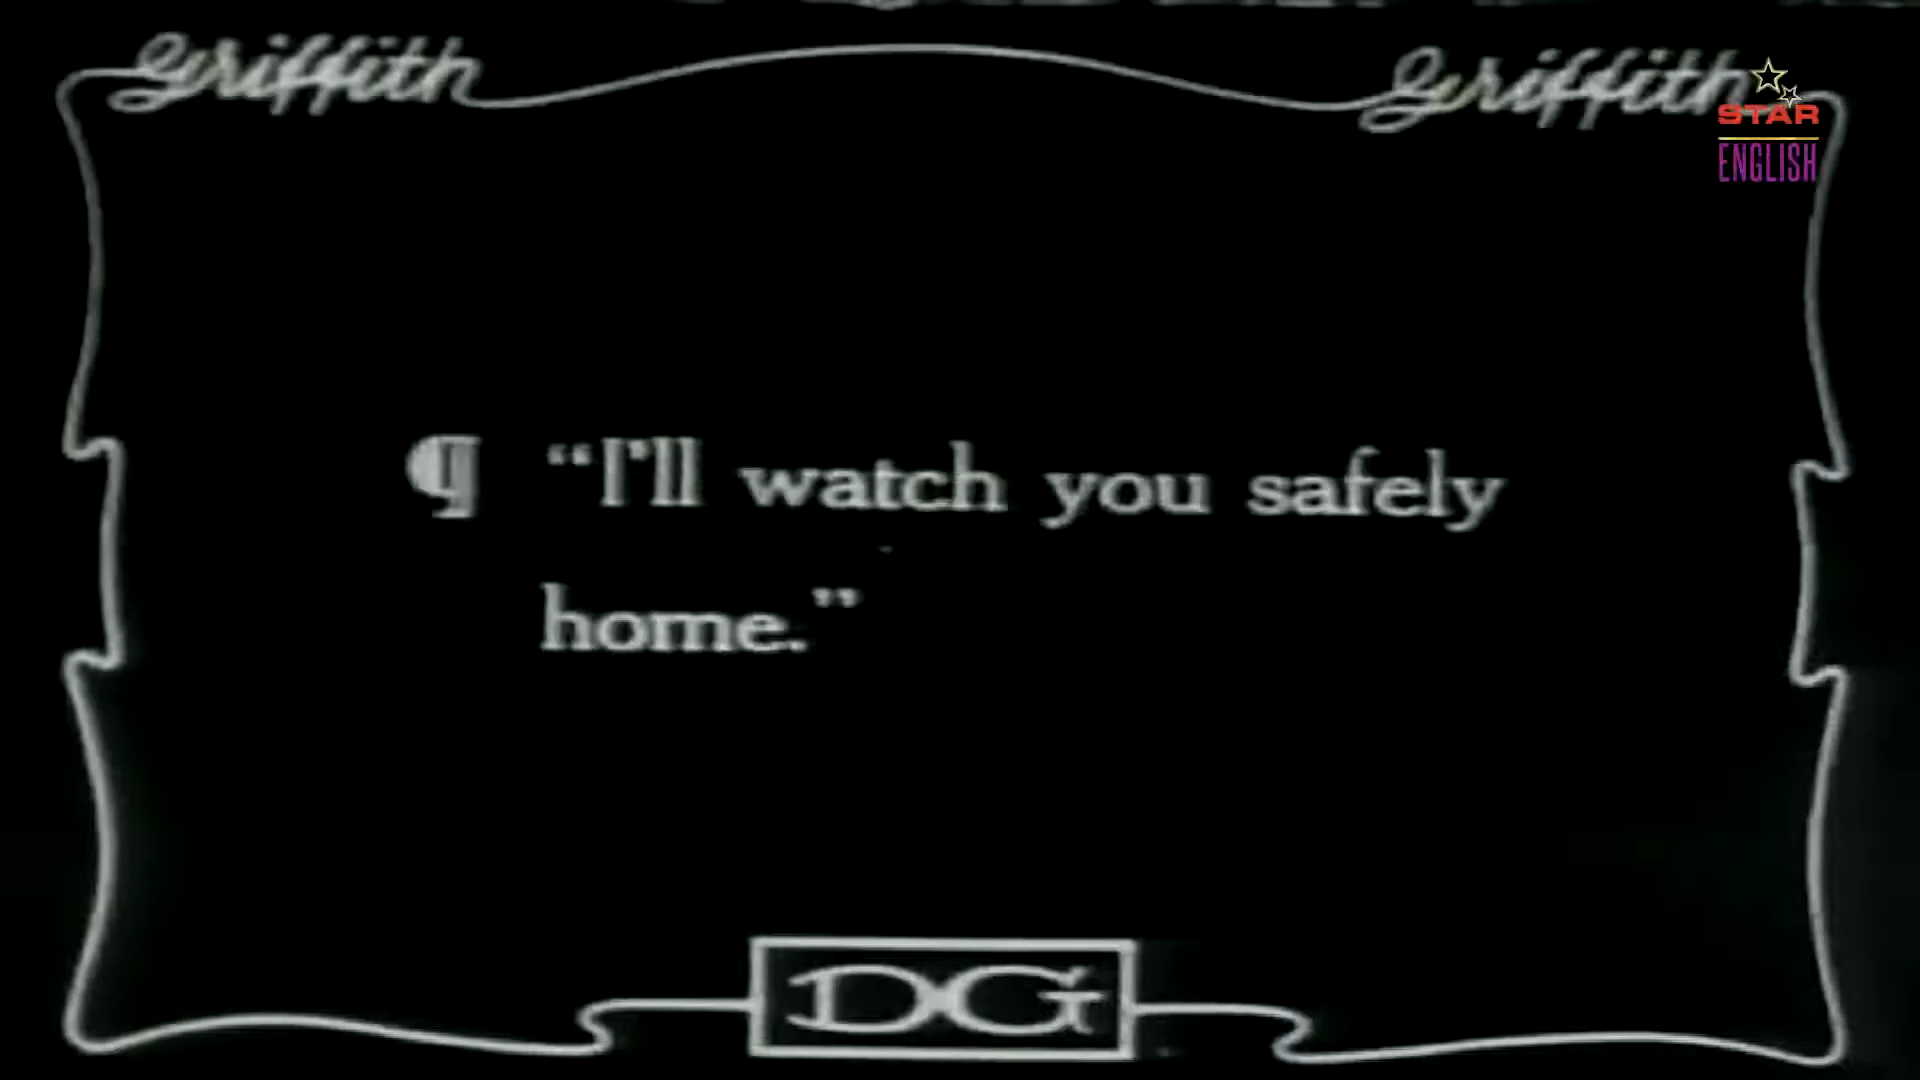 Griffith Griffith
STAR
ENGLISH
¶ “I'll watch you safely
home.”
DG